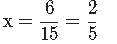 x = 6/15 = 2/5